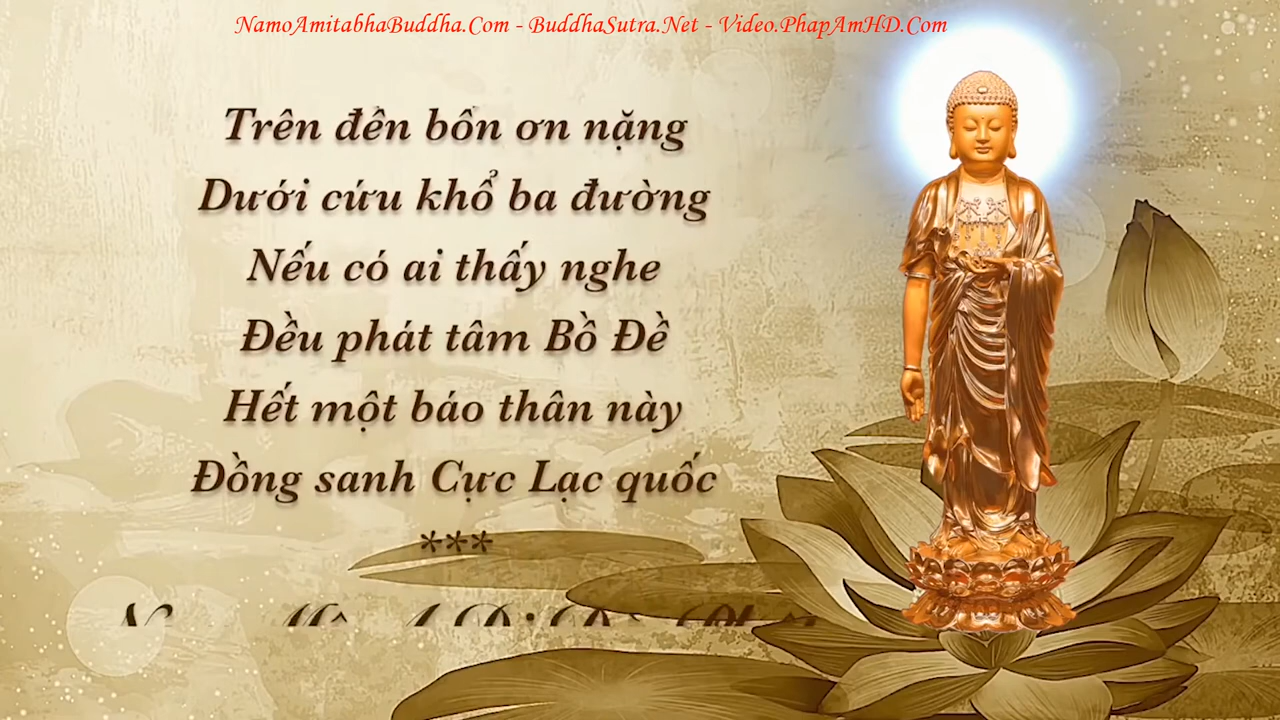 NamoAmitabhaBuddha.Com - BuddhaSutra.Net - Video.PhapAmHD.Com
Trên đền bốn ơn nặng
Dưới cứu khổ ba đường
Nếu có ai thấy nghe
Đều phát tâm Bồ Đề
Hết một báo thân này
Đồng sanh Cực Lạc quốc
***